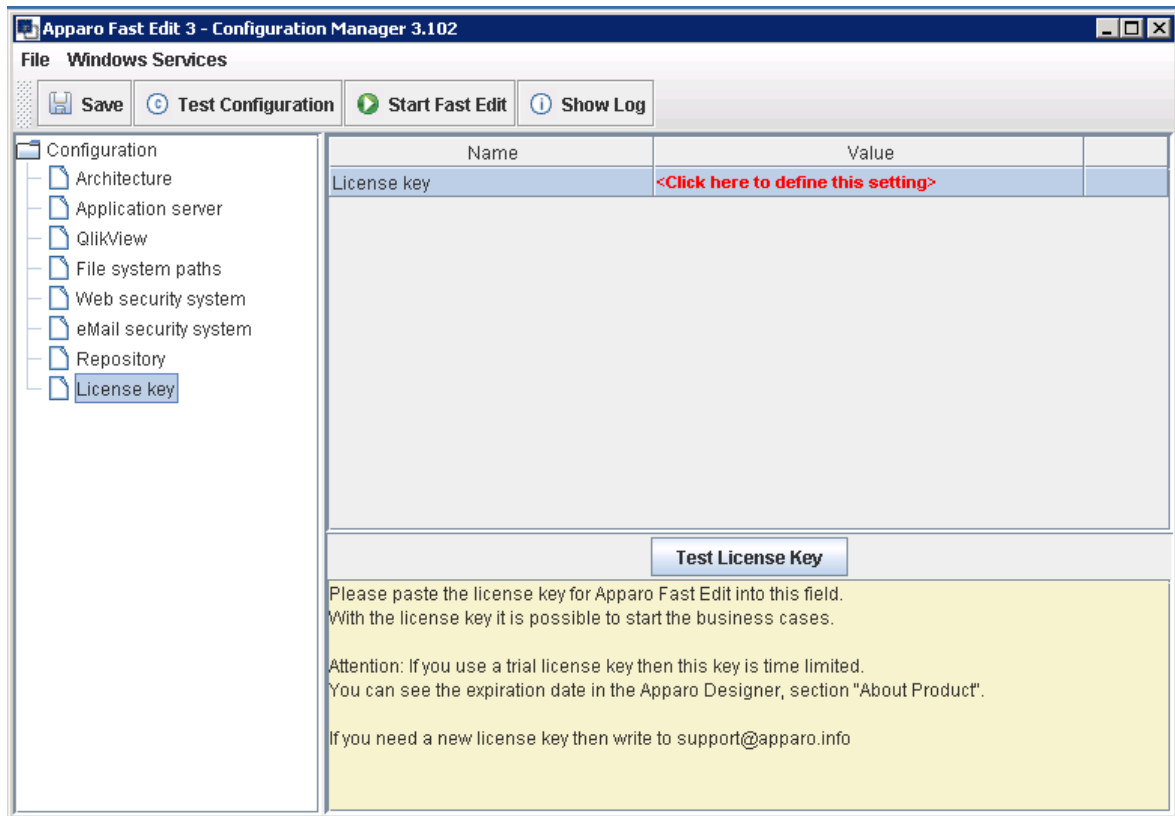 Apparo Fast Edit 3 - Configuration Manager 3.102
File Windows Services
Save Test Configuration Start Fast Edit Show Log
Configuration
Architecture
Application server
QlikView
File system paths
Web security system
eMail security system
Repository
License key
Name Value
License key <Click here to define this setting>
Test License Key
Please paste the license key for Apparo Fast Edit into this field.
With the license key it is possible to start the business cases.
Attention: If you use a trial license key then this key is time limited.
You can see the expiration date in the Apparo Designer, section "About Product".
If you need a new license key then write to support@apparo.info